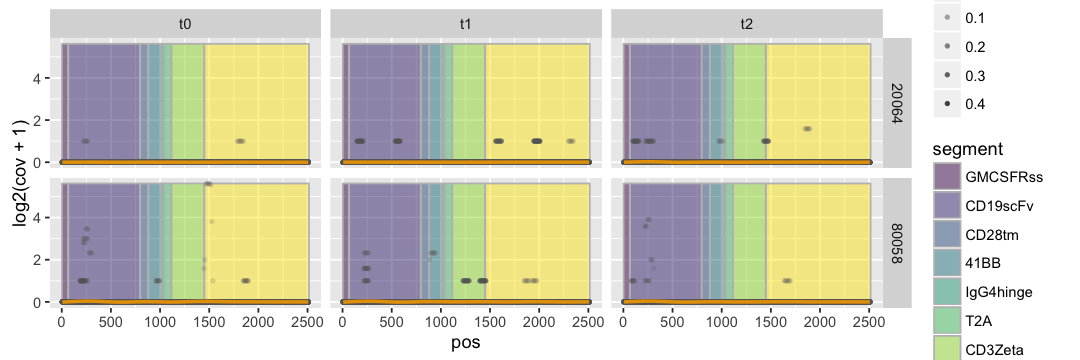 t0 t1 t2
0.1
0.2
0.3
0.4
log2(cov + 1)
4
2
0
20064
4
2
0
80058
0 500 1000 1500 2000 2500 0 500 1000 1500 2000 2500 0 500 1000 1500 2000 2500
pos
segment
GMCSFRss
CD19scFv
CD28tm
41BB
IgG4hinge
T2A
CD3Zeta